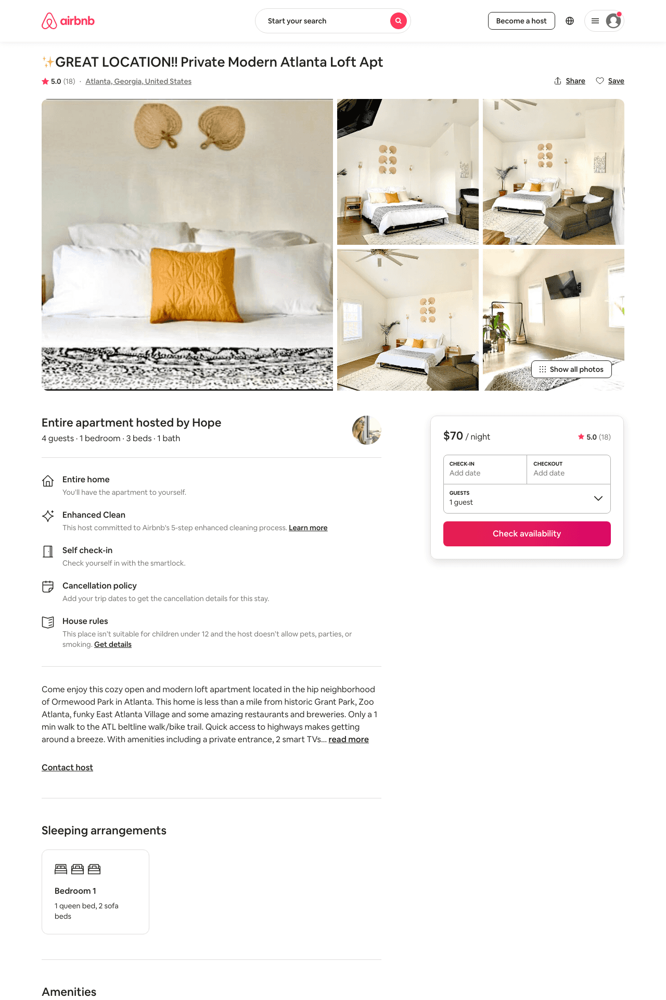 airbnb
Start your search
Become a host
✨GREAT LOCATION!! Private Modern Atlanta Loft Apt
5.0 (18) · Atlanta, Georgia, United States
Share
Save
Show all photos
Entire apartment hosted by Hope
4 guests · 1 bedroom · 3 beds · 1 bath
Entire home
You’ll have the apartment to yourself.
Enhanced Clean
This host committed to Airbnb's 5-step enhanced cleaning process. Learn more
Self check-in
Check yourself in with the smartlock.
Cancellation policy
Add your trip dates to get the cancellation details for this stay.
House rules
This place isn’t suitable for children under 12 and the host doesn’t allow pets, parties, or
smoking. Get details
$70 / night
5.0 (18)
CHECK-IN
Add date
CHECKOUT
Add date
GUESTS
1 guest
Check availability
Come enjoy this cozy open and modern loft apartment located in the hip neighborhood
of Ormewood Park in Atlanta. This home is less than a mile from historic Grant Park, Zoo
Atlanta, funky East Atlanta Village and some amazing restaurants and breweries. Only a 1
min walk to the ATL beltline walk/bike trail. Quick access to highways makes getting
around a breeze. With amenities including a private entrance, 2 smart TVs… read more
Contact host
Sleeping arrangements
Bedroom 1
1 queen bed, 2 sofa
beds
Amenities